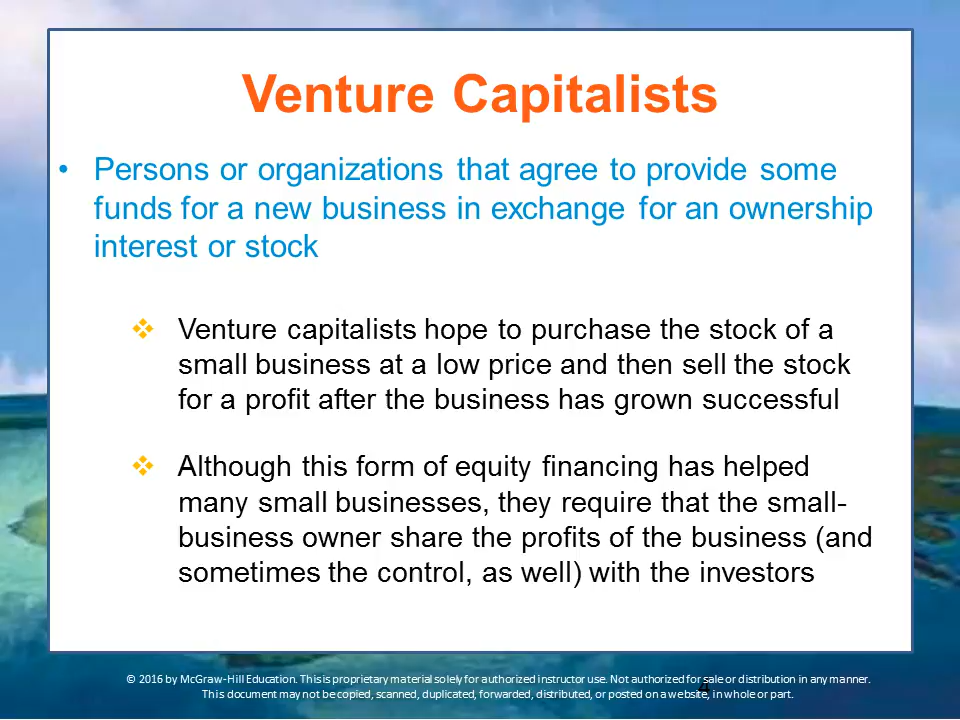 Venture Capitalists
• Persons or organizations that agree to provide some
funds for a new business in exchange for an ownership
interest or stock
❖ Venture capitalists hope to purchase the stock of a
small business at a low price and then sell the stock
for a profit after the business has grown successful
❖ Although this form of equity financing has helped
many small businesses, they require that the small-
business owner share the profits of the business (and
sometimes the control, as well) with the investors
© 2016 by McGraw-Hill Education. This is proprietary material solely for authorized instructor use. Not authorized for sale or distribution in any manner.
This document may not be copied, scanned, duplicated, forwarded, distributed, or posted on a website, in whole or part.